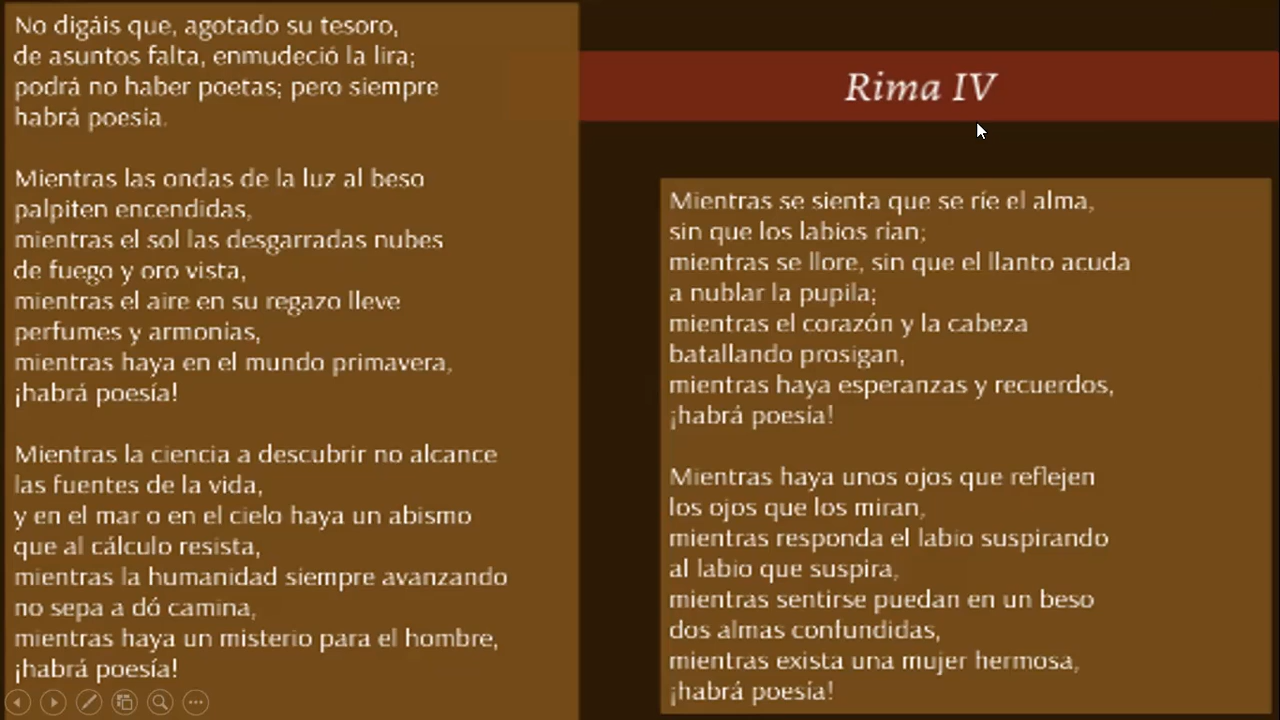 No digáis que, agotado su tesoro,
de asuntos falta, enmudeció la lira;
podrá no haber poetas; pero siempre
habrá poesía.
Mientras las ondas de la luz al beso
palpiten encendidas,
mientras el sol las desgarradas nubes
de fuego y oro vista,
mientras el aire en su regazo lleve
perfumes y armonías,
mientras haya en el mundo primavera,
¡habrá poesía!
Mientras la ciencia a descubrir no alcance
las fuentes de la vida,
y en el mar o en el cielo haya un abismo
que al cálculo resista,
mientras la humanidad siempre avanzando
no sepa a dó camina,
mientras haya un misterio para el hombre,
¡habrá poesía!
Rima IV
Mientras se sienta que se ríe el alma,
sin que los labios rían;
mientras se llore, sin que el llanto acuda
a nublar la pupila;
mientras el corazón y la cabeza
batallando prosigan,
mientras haya esperanzas y recuerdos,
¡habrá poesía!
Mientras haya unos ojos que reflejen
los ojos que los miran,
mientras responda el labio suspirando
al labio que suspira,
mientras sentirse puedan en un beso
dos almas confundidas,
mientras exista una mujer hermosa,
¡habrá poesía!